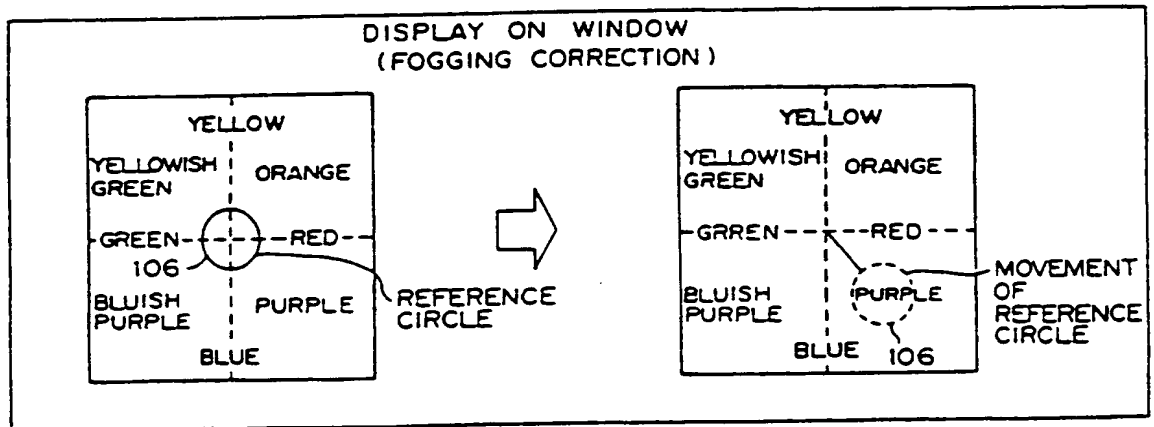 DISPLAY ON WINDOW
(FOGGING CORRECTION)
YELLOW
YELLOWISH
GREEN
ORANGE
GREEN
RED
106
BLUISH
PURPLE
PURPLE
BLUE
REFERENCE
CIRCLE
YELLOW
YELLOWISH
GREEN
ORANGE
GRREN
RED
BLUISH
PURPLE
PURPLE
BLUE
106
MOVEMENT
OF
REFERENCE
CIRCLE